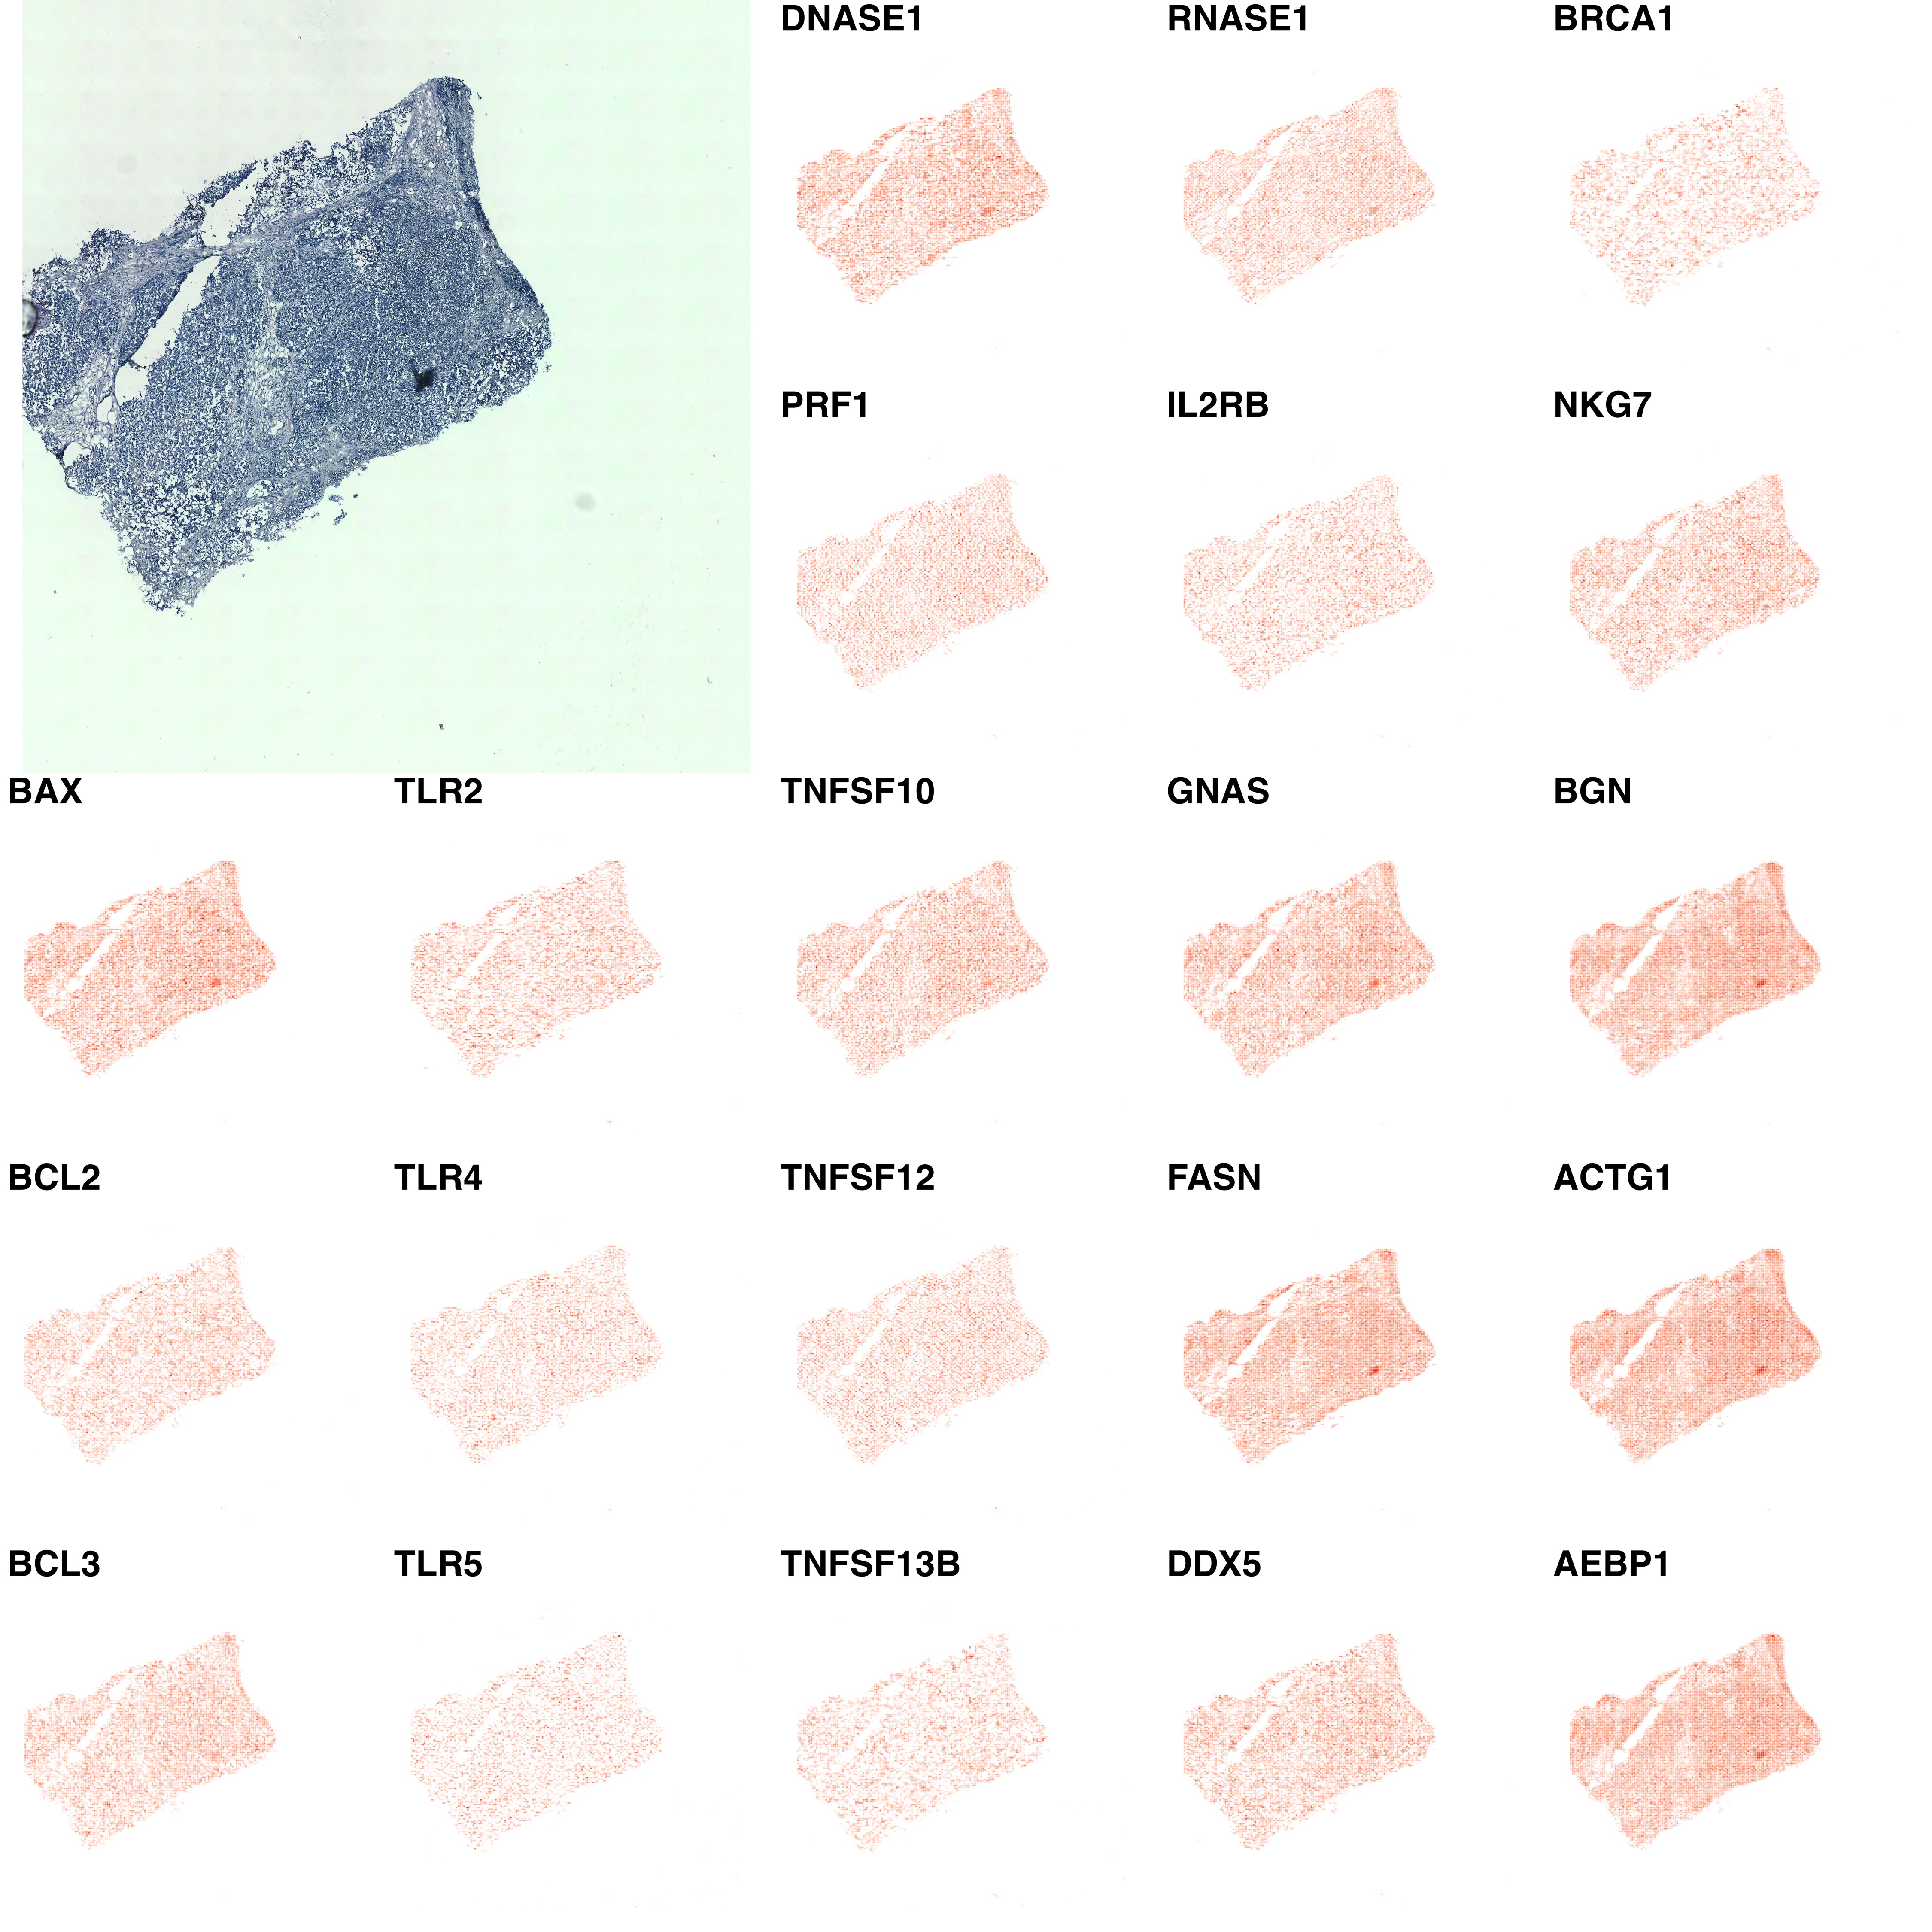 DNASE1 RNASE1 BRCA1
PRF1 IL2RB NKG7
BAX TLR2 TNFSF10 GNAS BGN
BCL2 TLR4 TNFSF12 FASN ACTG1
BCL3 TLR5 TNFSF13B DDX5 AEBP1